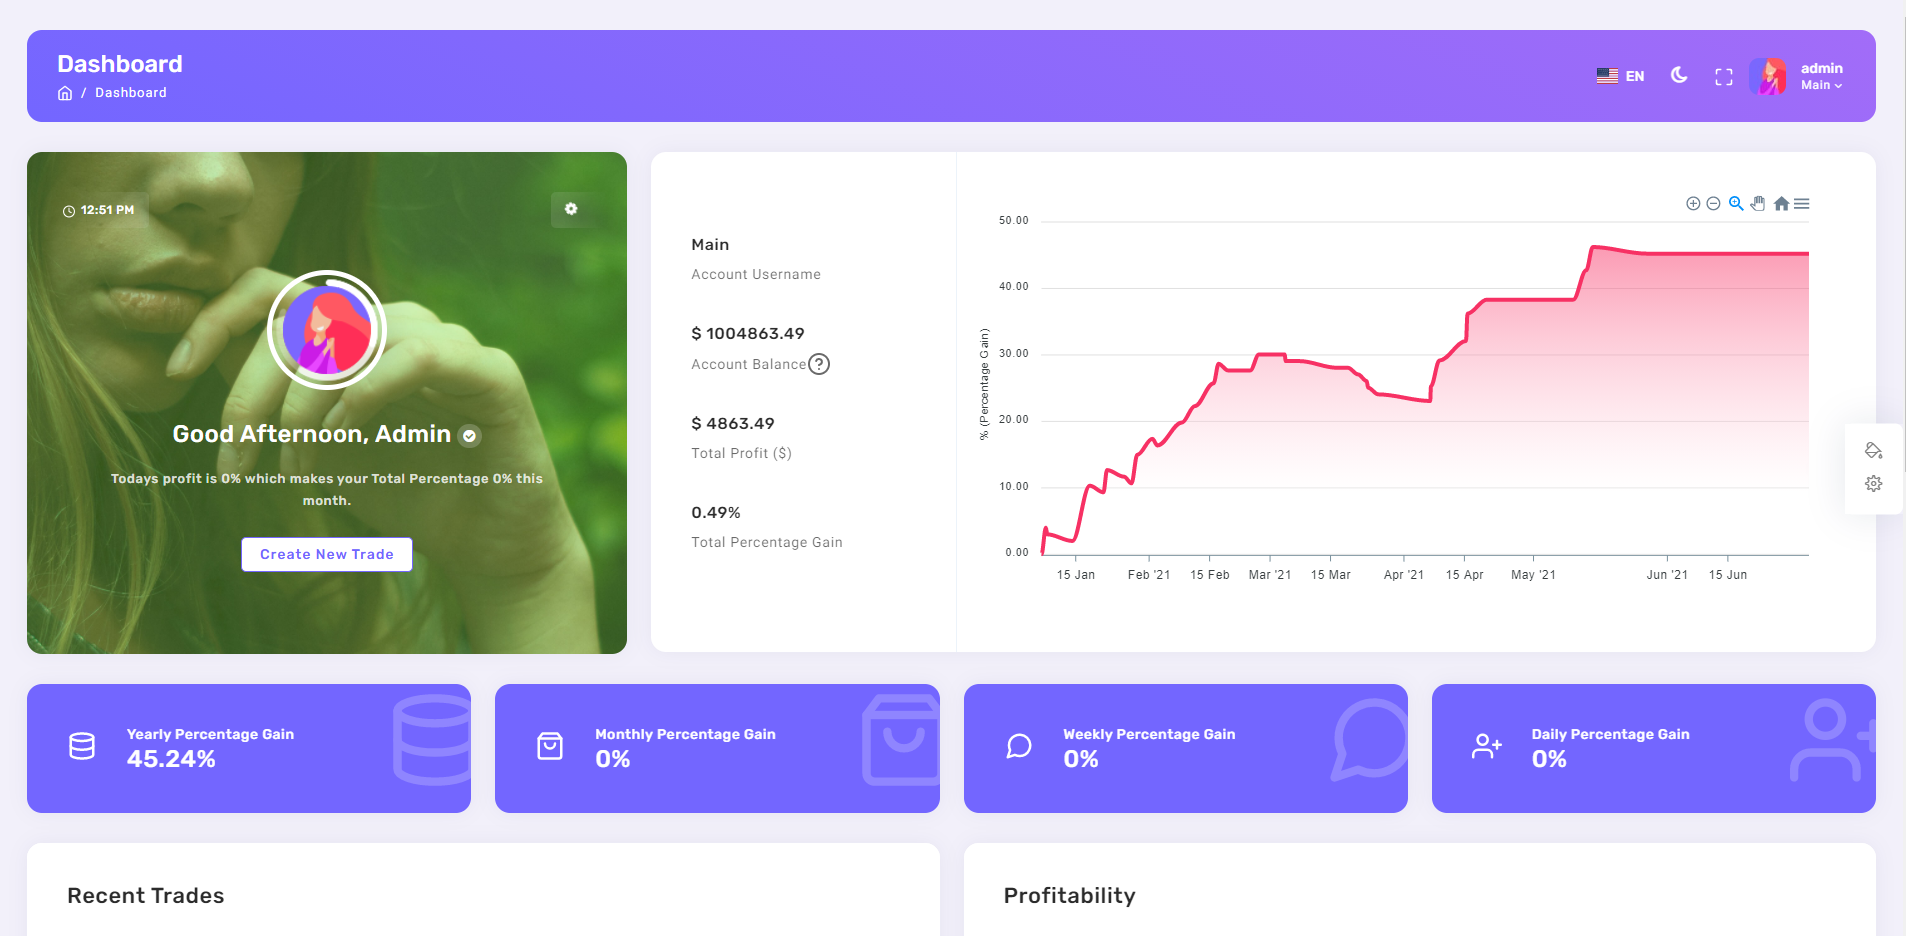 Dashboard
/ Dashboard
EN
admin
Main
12:51 PM
Good Afternoon, Admin
Todays profit is 0% which makes your Total Percentage 0% this
month.
Create New Trade
Main
Account Username
$ 1004863.49
Account Balance ?
$ 4863.49
Total Profit ($)
0.49%
Total Percentage Gain
% (Percentage Gain)
50.00
40.00
30.00
20.00
10.00
0.00
15 Jan Feb '21 15 Feb Mar '21 15 Mar Apr '21 15 Apr May '21 Jun '21 15 Jun
Yearly Percentage Gain
45.24%
Monthly Percentage Gain
0%
Weekly Percentage Gain
0%
Daily Percentage Gain
0%
Recent Trades
Profitability